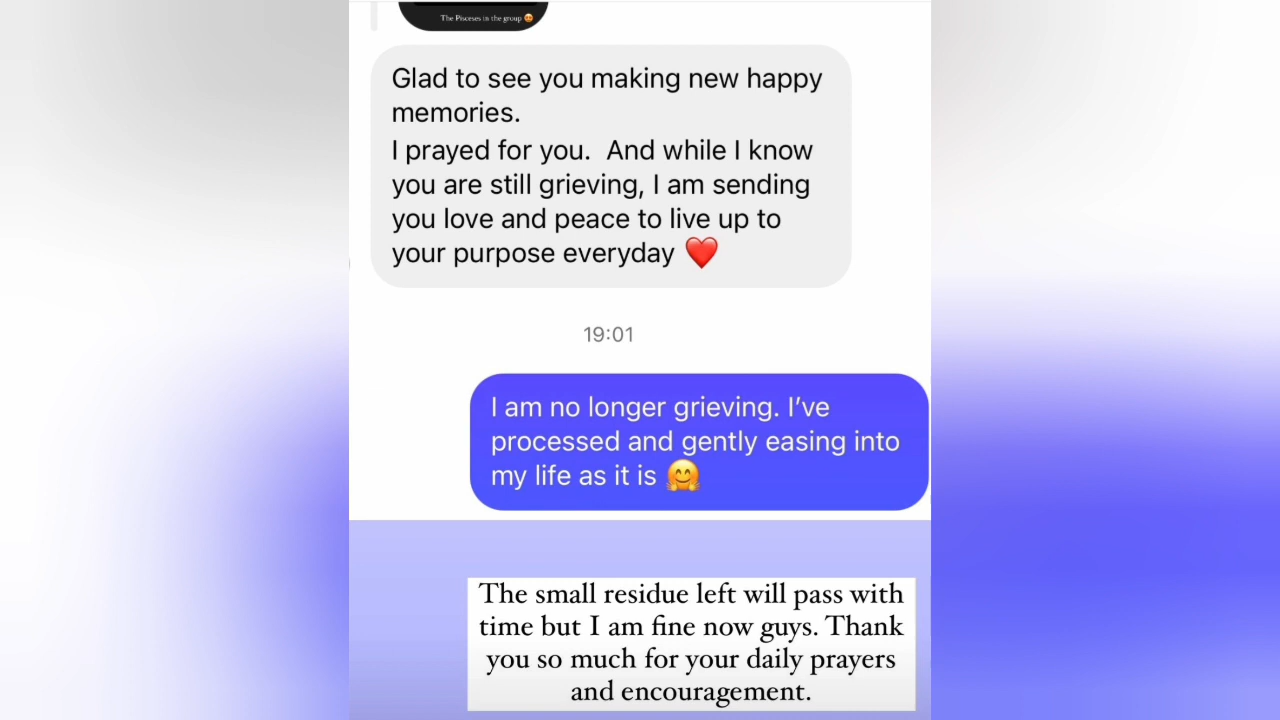 The Pisceses in the group 😍
Glad to see you making new happy
memories.
I prayed for you.  And while I know
you are still grieving, I am sending
you love and peace to live up to
your purpose everyday ❤️
19:01
I am no longer grieving. I’ve
processed and gently easing into
my life as it is 🤗
The small residue left will pass with
time but I am fine now guys. Thank
you so much for your daily prayers
and encouragement.